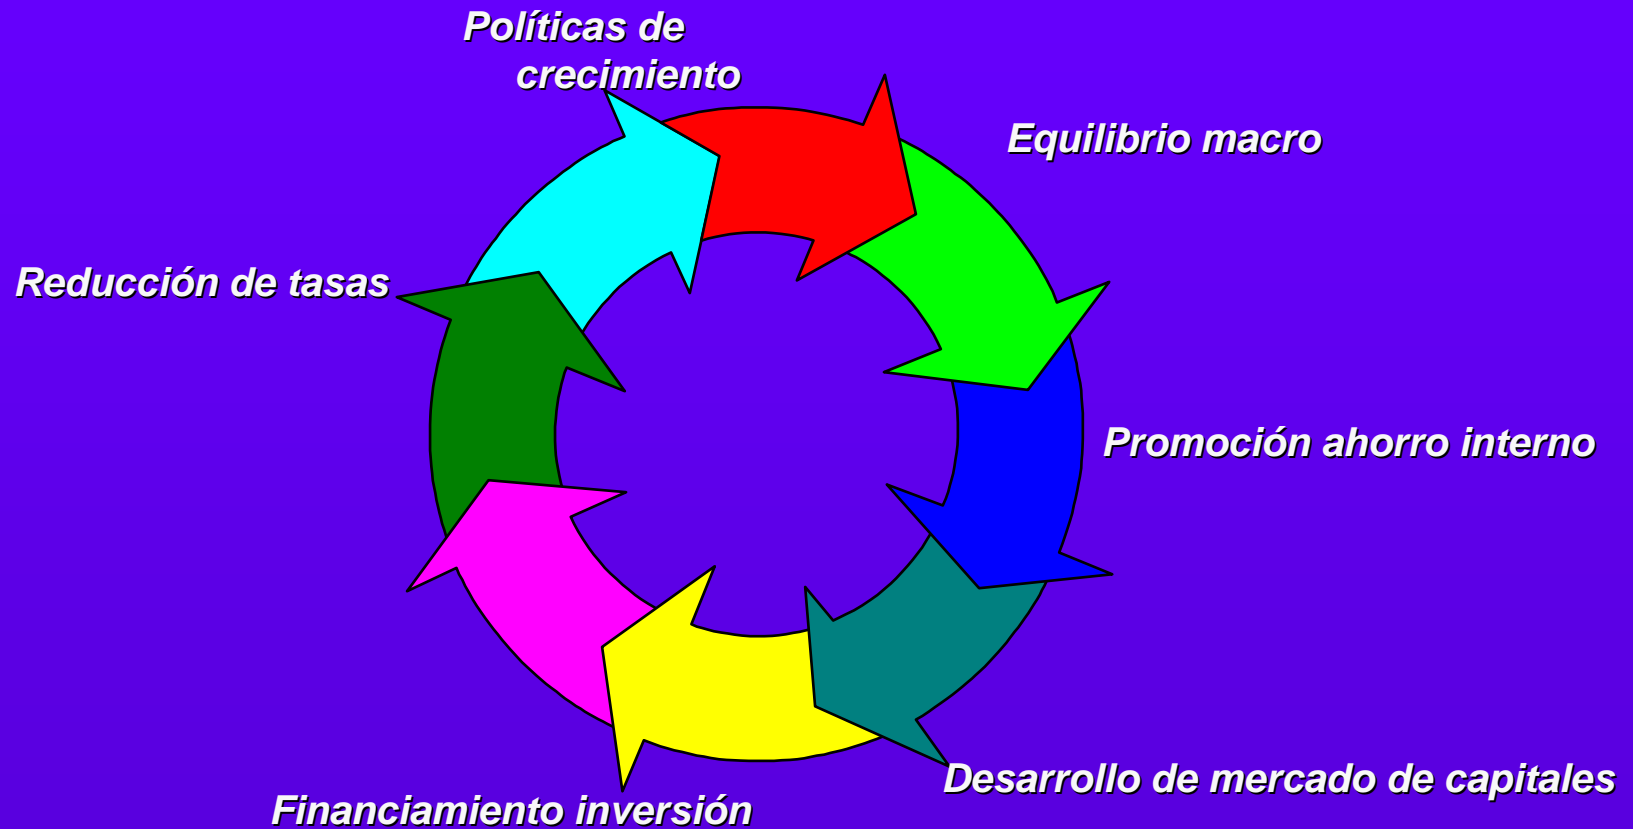 Políticas de
crecimiento
Equilibrio macro
Reducción de tasas
Promoción ahorro interno
Desarrollo de mercado de capitales
Financiamiento inversión